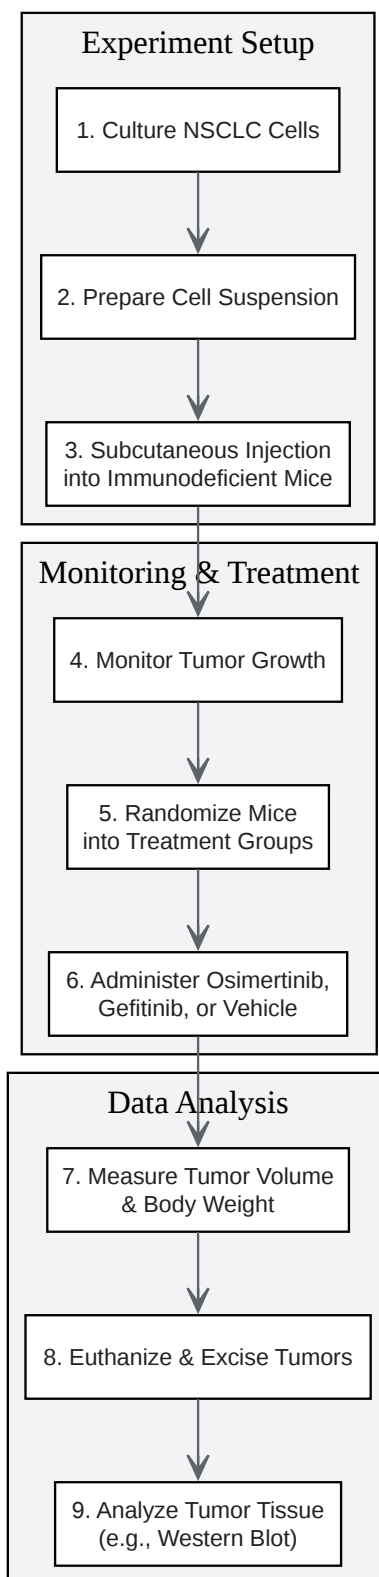 Experiment Setup
1. Culture NSCLC Cells
2. Prepare Cell Suspension
3. Subcutaneous Injection
into Immunodeficient Mice
Monitoring & Treatment
4. Monitor Tumor Growth
5. Randomize Mice
into Treatment Groups
6. Administer Osimertinib,
Gefitinib, or Vehicle
Data Analysis
7. Measure Tumor Volume
& Body Weight
8. Euthanize & Excise Tumors
9. Analyze Tumor Tissue
(e.g., Western Blot)